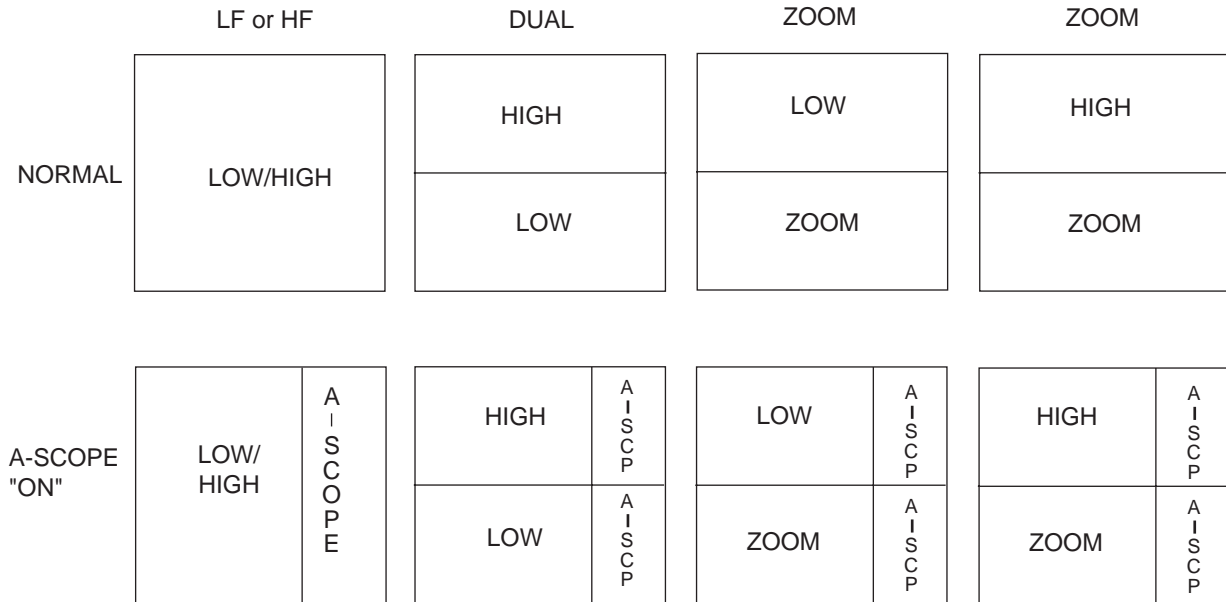 LF or HF
DUAL
ZOOM
ZOOM
NORMAL
LOW/HIGH
HIGH
LOW
LOW
ZOOM
HIGH
ZOOM
A-SCOPE
"ON"
LOW/
HIGH
A-SCOPE
HIGH
A-SCP
LOW
A-SCP
LOW
A-SCP
ZOOM
A-SCP
HIGH
A-SCP
ZOOM
A-SCP